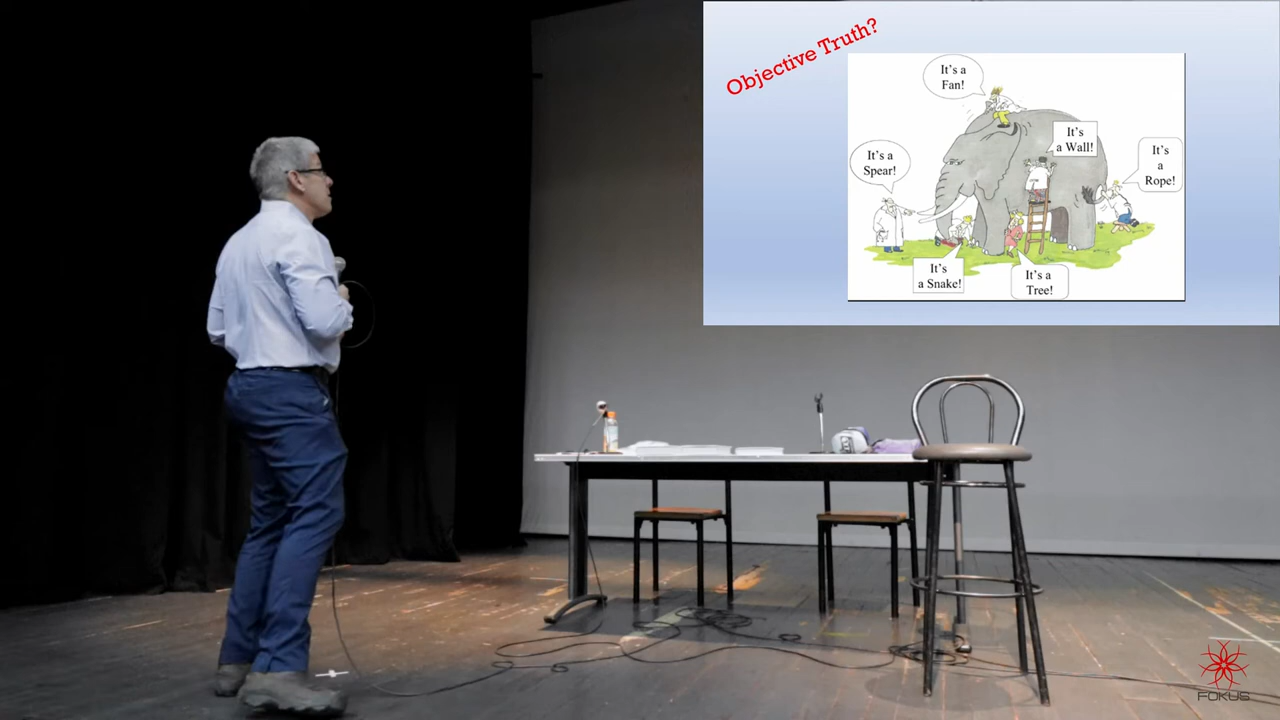 Objective Truth?
It's a
Fan!
It's
a Wall!
It's a
Spear!
It's
a
Rope!
It's
a Snake!
It's a
Tree!
FOKUS